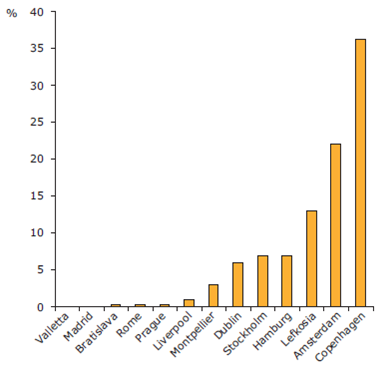 %
40
35
30
25
20
15
10
5
0
Valletta
Madrid
Bratislava
Rome
Prague
Liverpool
Montpellier
Dublin
Stockholm
Hamburg
Lefkosia
Amsterdam
Copenhagen